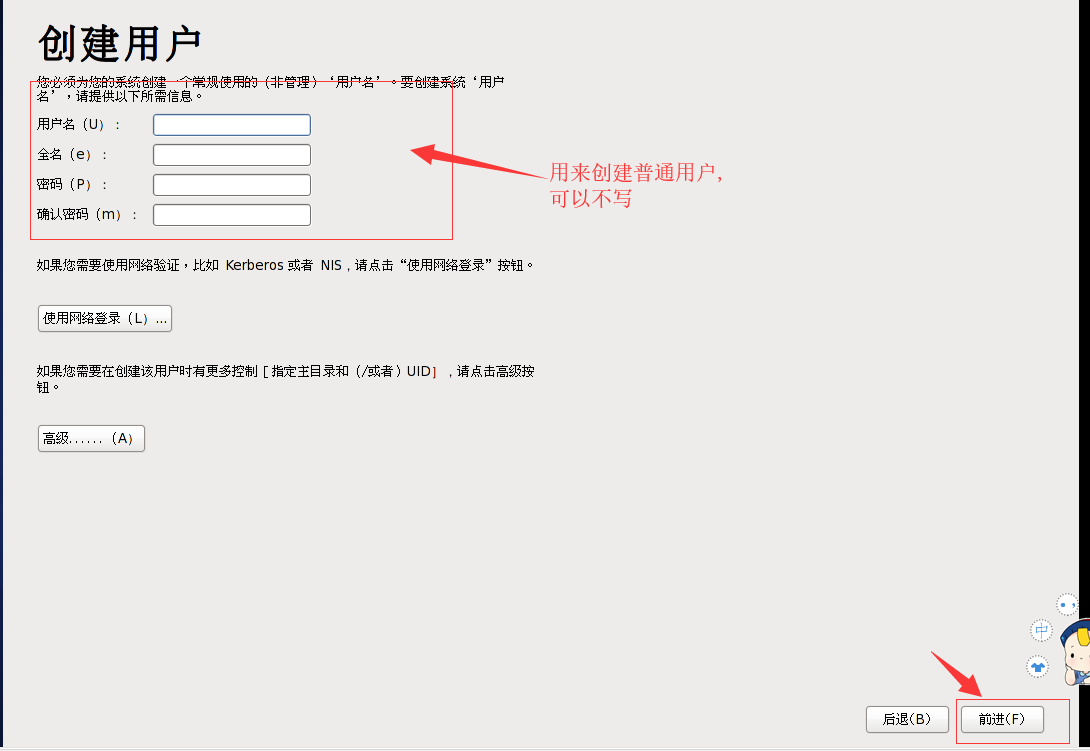 创建用户
您必须为您的系统创建一个常规使用的（非管理）‘用户名’。要创建系统‘用户
名’，请提供以下所需信息。
用户名（U）：
全名（e）：
密码（P）：
确认密码（m）：
用来创建普通用户，
可以不写
如果您需要使用网络验证，比如 Kerberos 或者 NIS，请点击“使用网络登录”按钮。
使用网络登录（L）...
如果您需要在创建该用户时有更多控制［指定主目录和（/或者）UID］，请点击高级按
钮。
高级......（A）
中
后退(B)
前进(F)